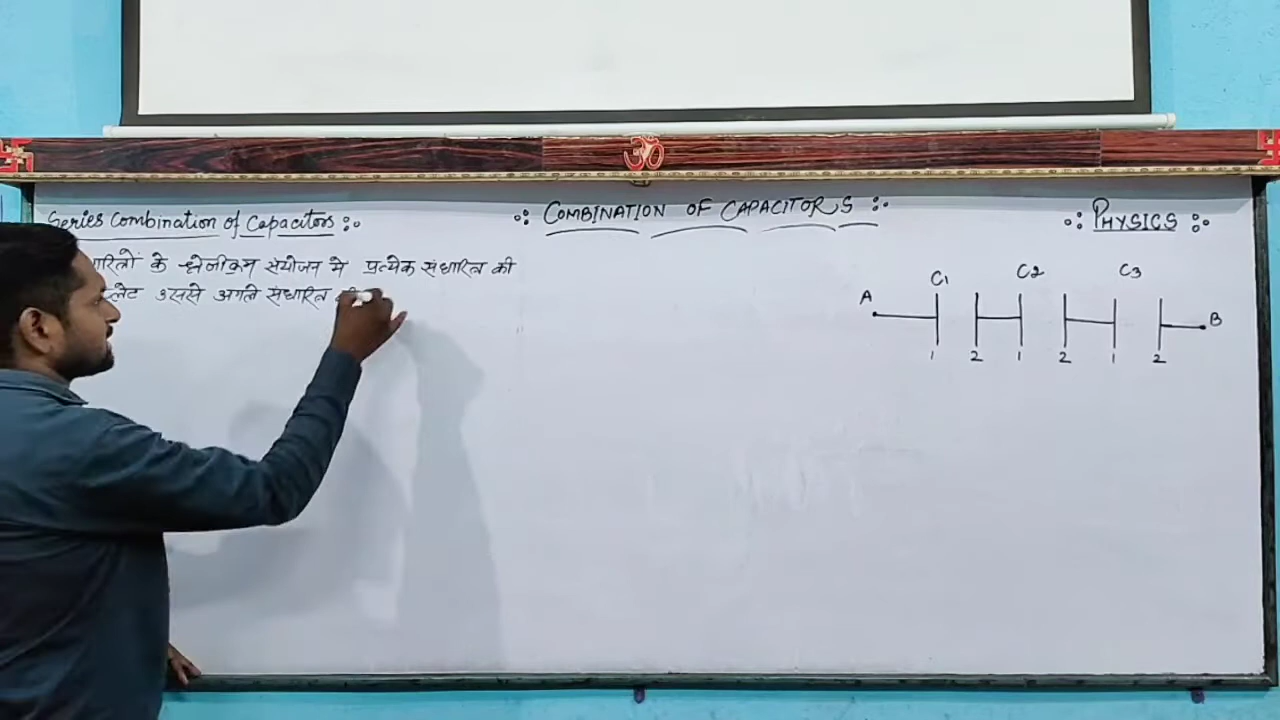 Series Combination of Capacitors :
: COMBINATION OF CAPACITORS :
: PHYSICS :
के श्रेणीक्रम संयोजन मे प्रत्येक संधारित्र की
उससे अगले संधारित्र
C1 C2 C3
A B
1 2 1 2 1 2
ॐ